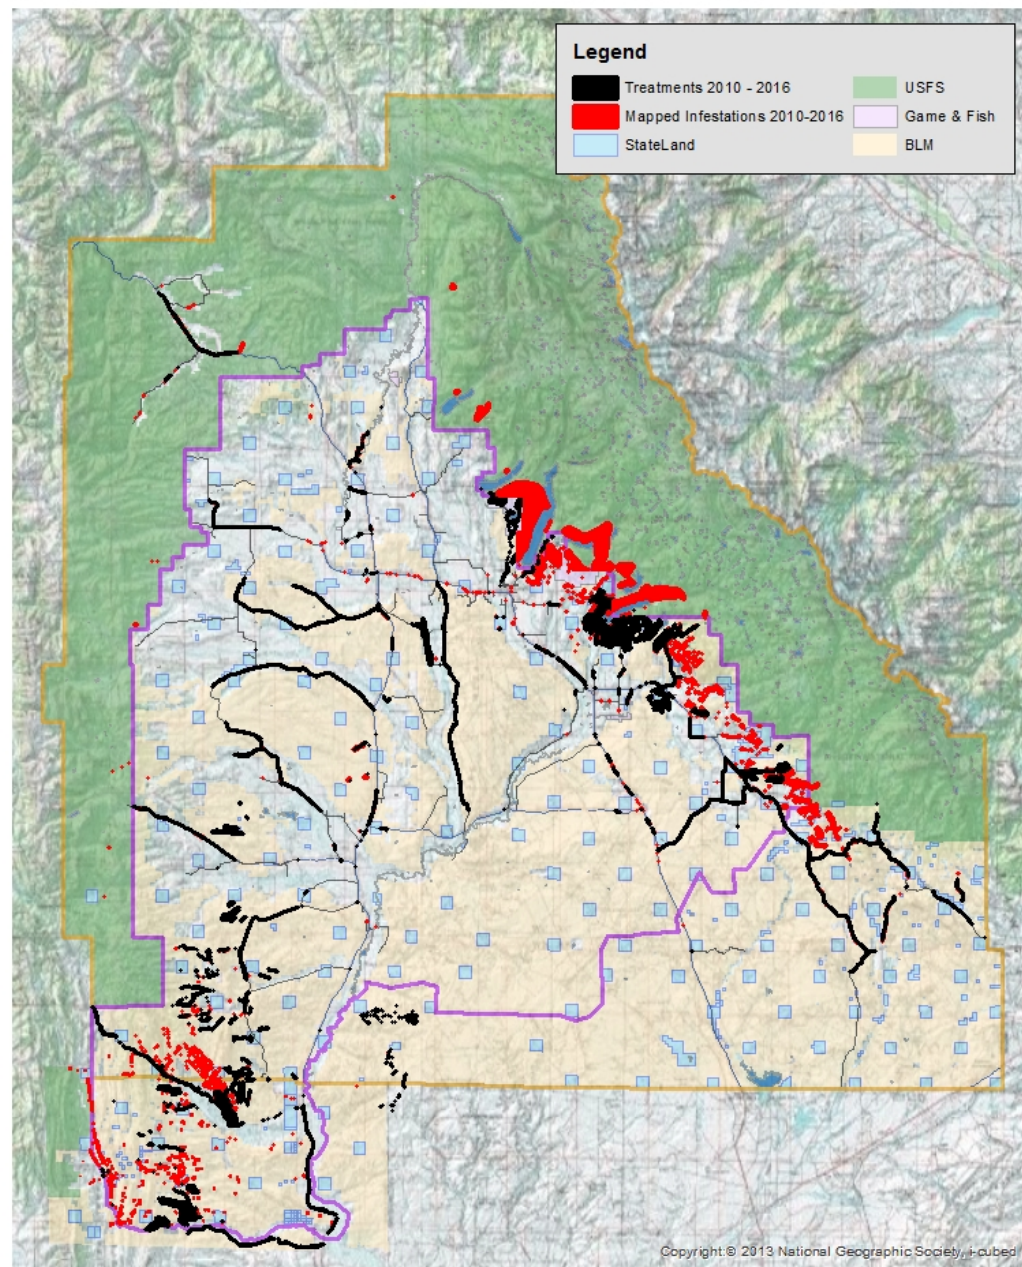 Legend
Treatments 2010 - 2016
Mapped Infestations 2010-2016
StateLand
USFS
Game & Fish
BLM
Copyright:© 2013 National Geographic Society, i-cubed